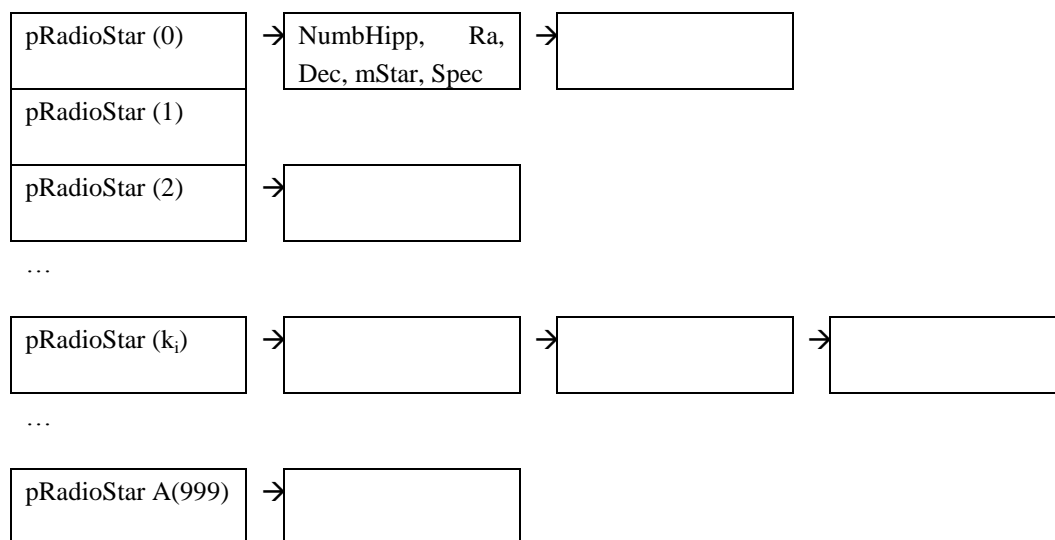 pRadioStar (0) → NumbHipp, Ra, →
Dec, mStar, Spec
pRadioStar (1)
pRadioStar (2) →
…
pRadioStar (kᵢ) → → →
…
pRadioStar A(999) →